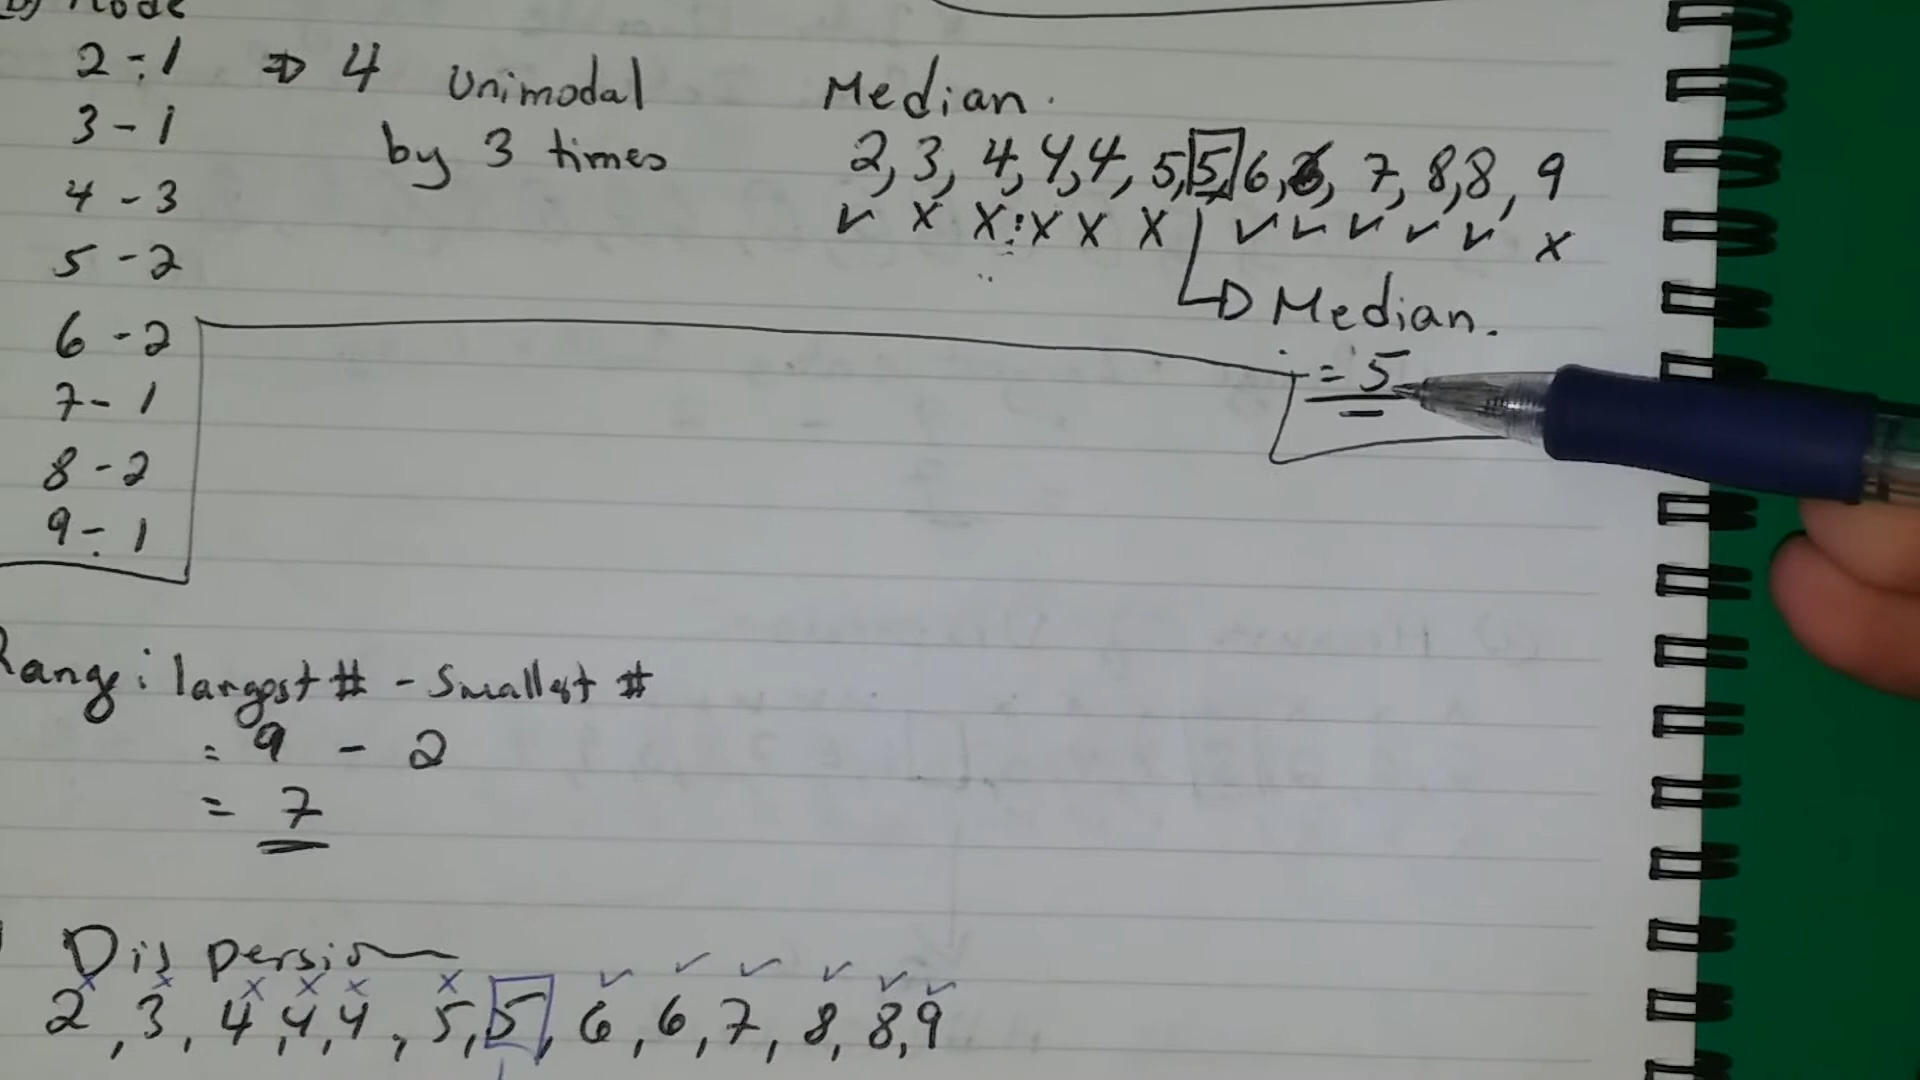 b) Mode
2 - 1 ⇒ 4 Unimodal
3 - 1 by 3 times
4 - 3
5 - 2
6 - 2
7 - 1
8 - 2
9 - 1
Median.
2, 3, 4, 4, 4, 5, 5, 6, 6, 7, 8, 8, 9
✓ x x x x x ✓ ✓ ✓ ✓ ✓ x
Median.
= 5
Range: largest # - Smallest #
= 9 - 2
= 7
Dispersion
x x x x x x ✓ ✓ ✓ ✓ ✓ ✓
2, 3, 4, 4, 4, 5, 5, 6, 6, 7, 8, 8, 9